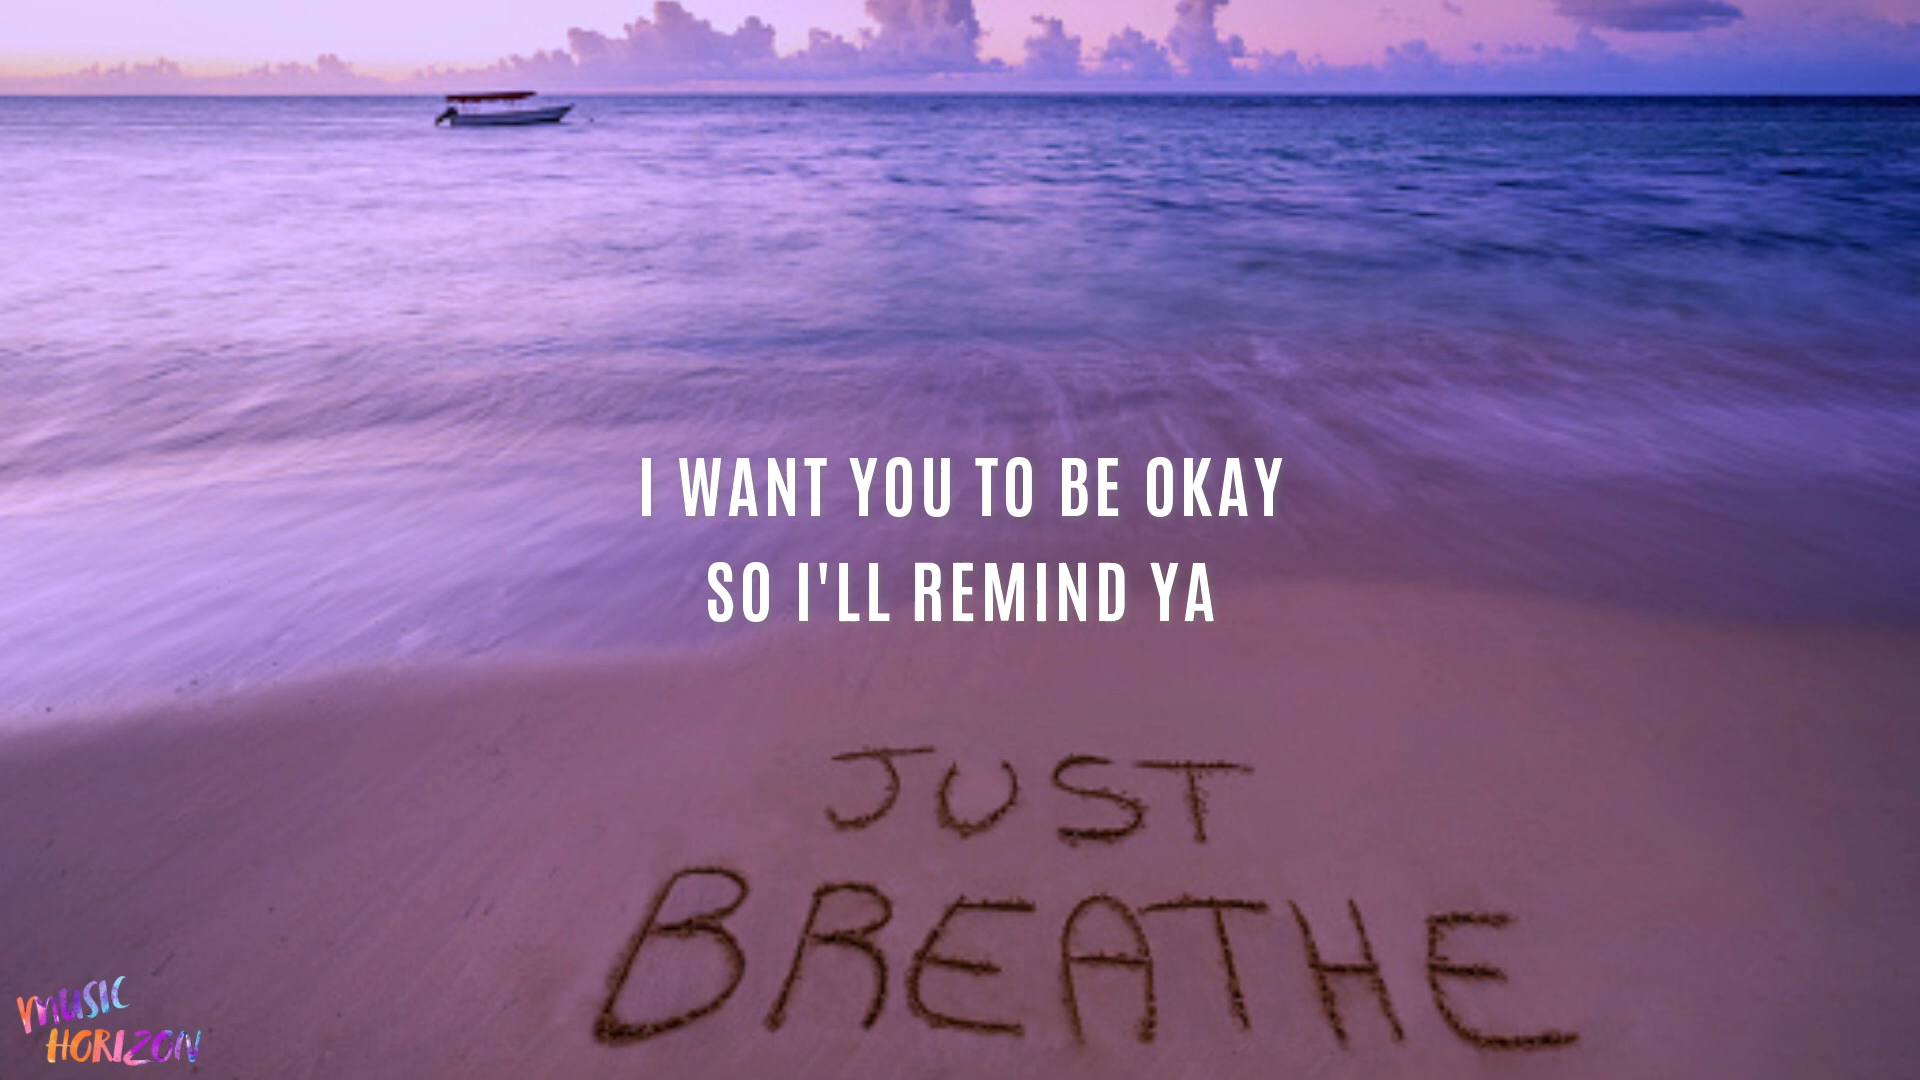 I WANT YOU TO BE OKAY
SO I'LL REMIND YA
JUST
BREATHE
MUSIC
HORIZON